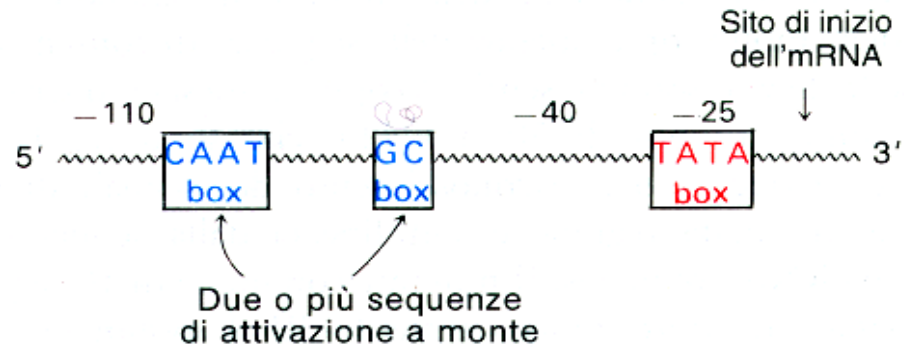 Sito di inizio
dell'mRNA
−110
−40
−25
5′
CAAT
box
GC
box
TATA
box
3′
Due o più sequenze
di attivazione a monte